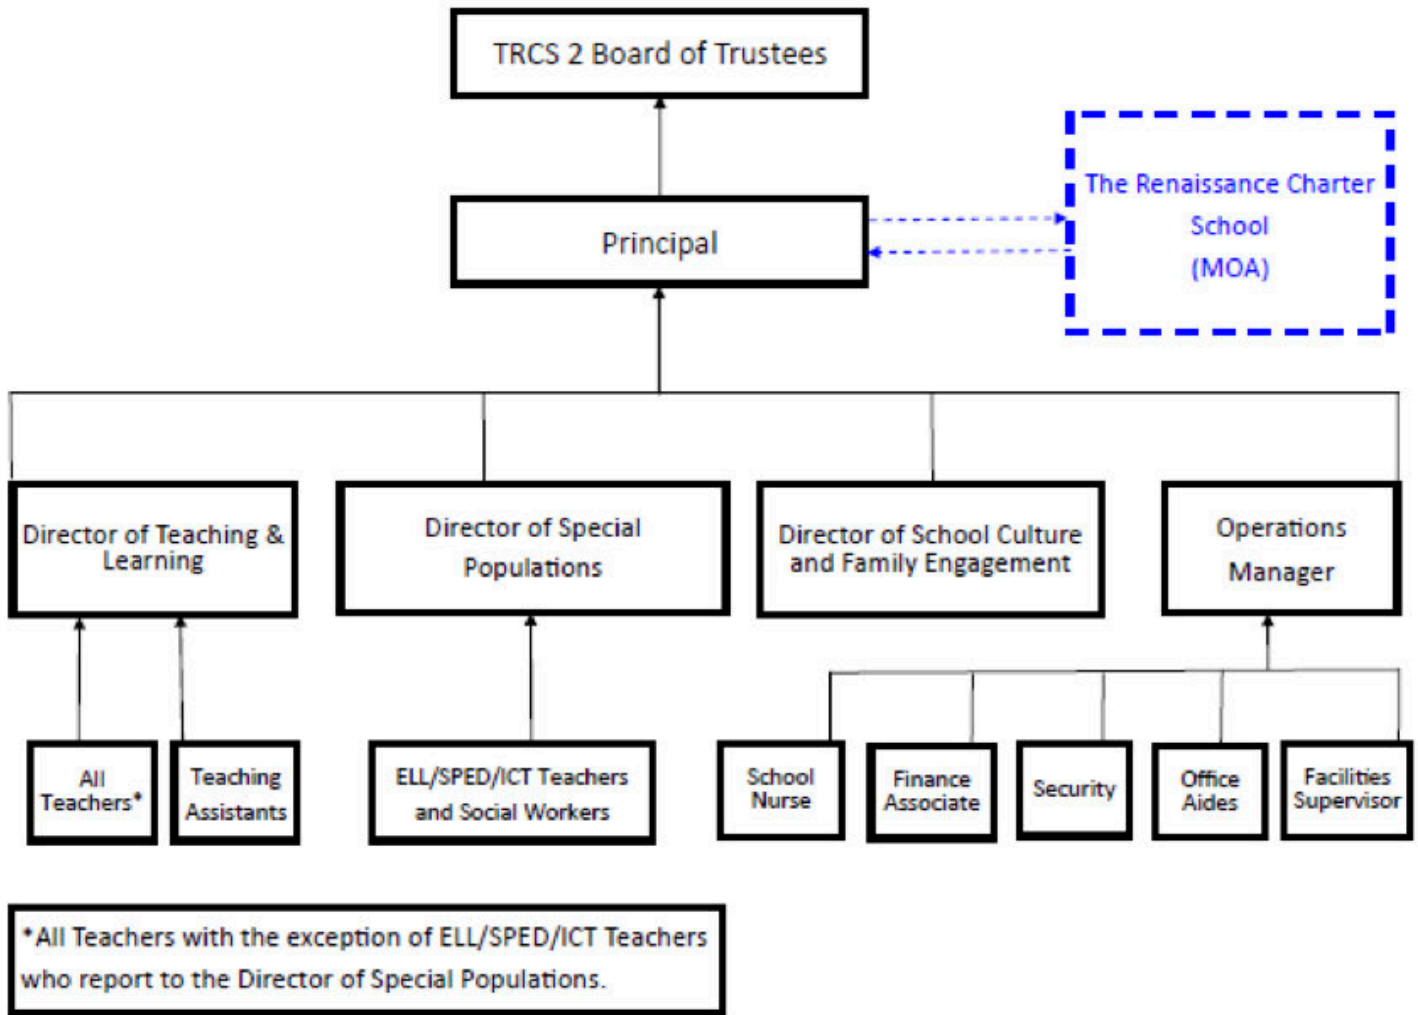 TRCS 2 Board of Trustees
The Renaissance Charter
School
(MOA)
Principal
Director of Teaching &
Learning
Director of Special
Populations
Director of School Culture
and Family Engagement
Operations
Manager
All
Teachers*
Teaching
Assistants
ELL/SPED/ICT Teachers
and Social Workers
School
Nurse
Finance
Associate
Security
Office
Aides
Facilities
Supervisor
*All Teachers with the exception of ELL/SPED/ICT Teachers
who report to the Director of Special Populations.